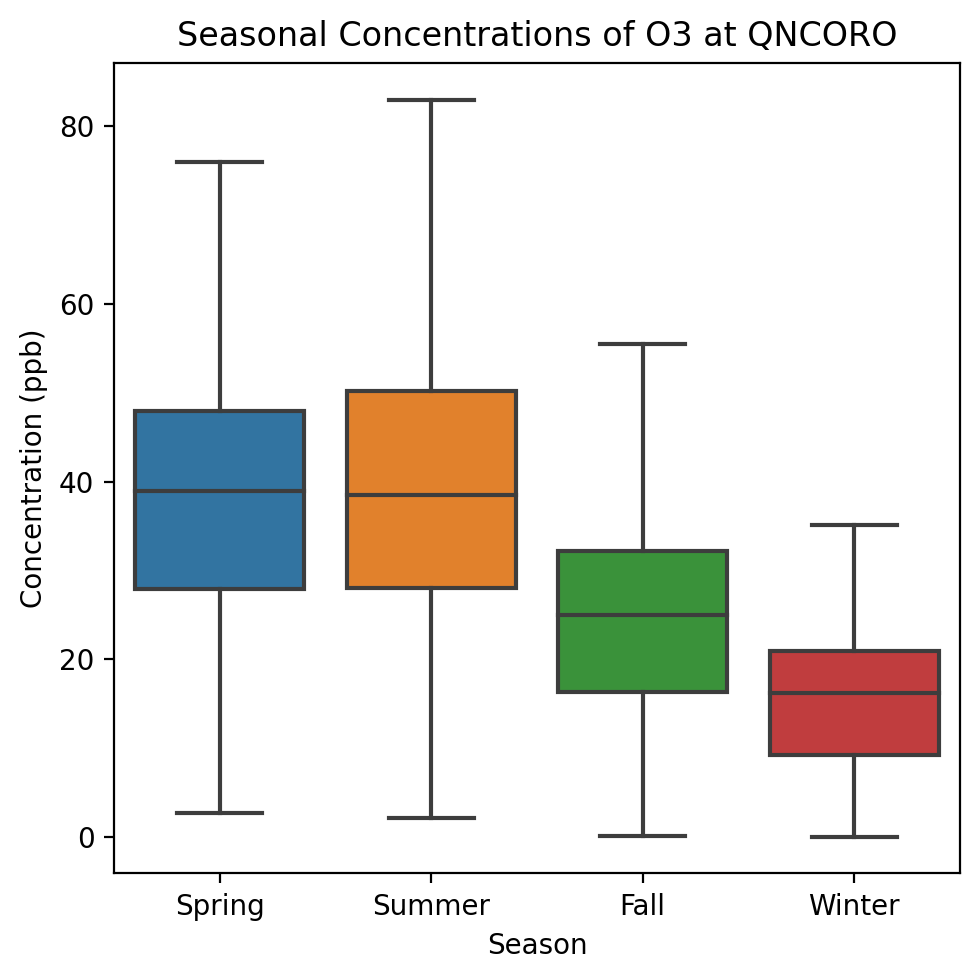 Seasonal Concentrations of O3 at QNCORO
Concentration (ppb)
80
60
40
20
0
Spring Summer Fall Winter
Season